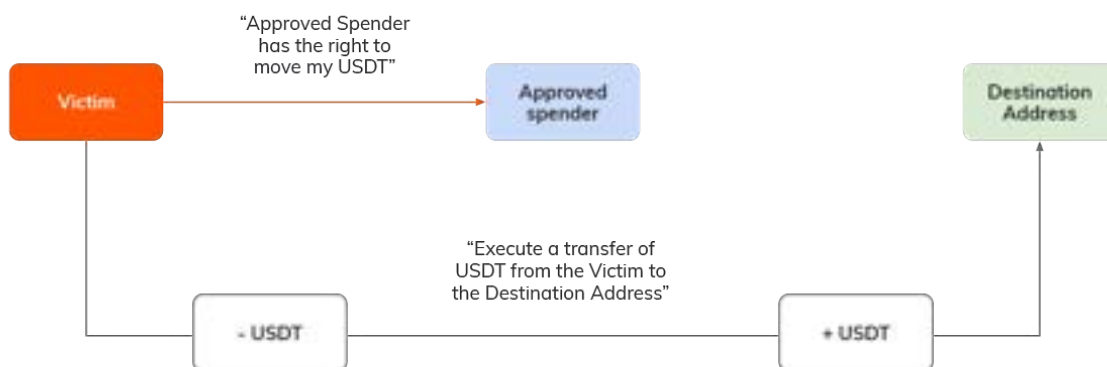 “Approved Spender
has the right to
move my USDT”
Victim
Approved
spender
Destination
Address
“Execute a transfer of
USDT from the Victim to
the Destination Address”
- USDT
+ USDT